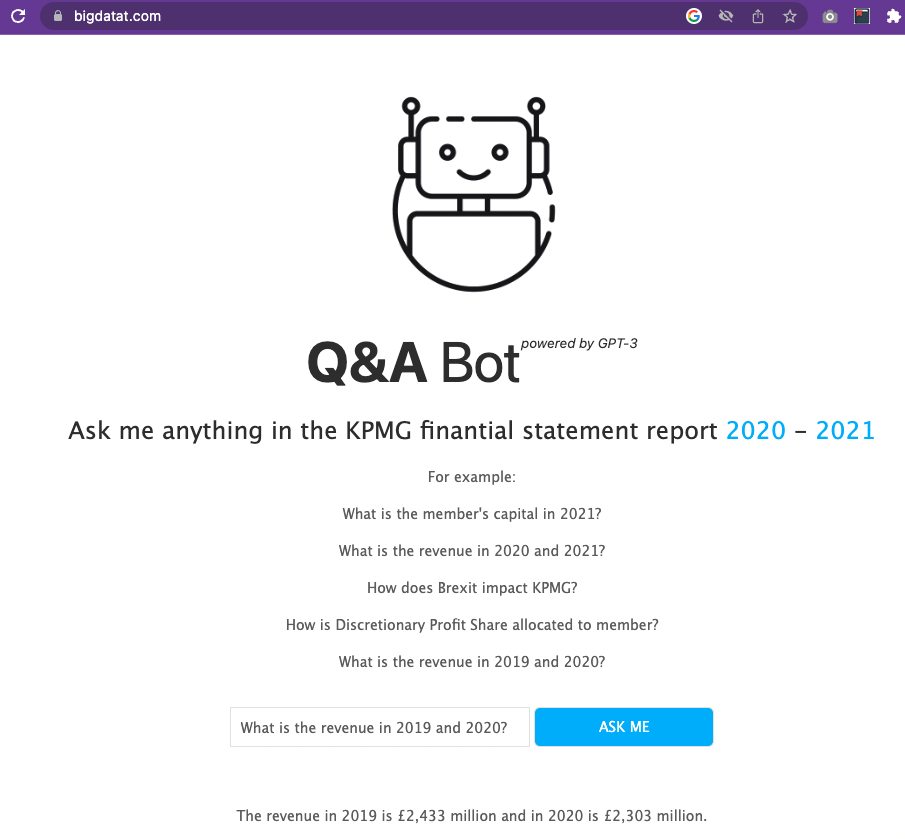 bigdatat.com
Q&A Bot powered by GPT-3
Ask me anything in the KPMG finantial statement report 2020 – 2021
For example:
What is the member's capital in 2021?
What is the revenue in 2020 and 2021?
How does Brexit impact KPMG?
How is Discretionary Profit Share allocated to member?
What is the revenue in 2019 and 2020?
What is the revenue in 2019 and 2020? ASK ME
The revenue in 2019 is £2,433 million and in 2020 is £2,303 million.